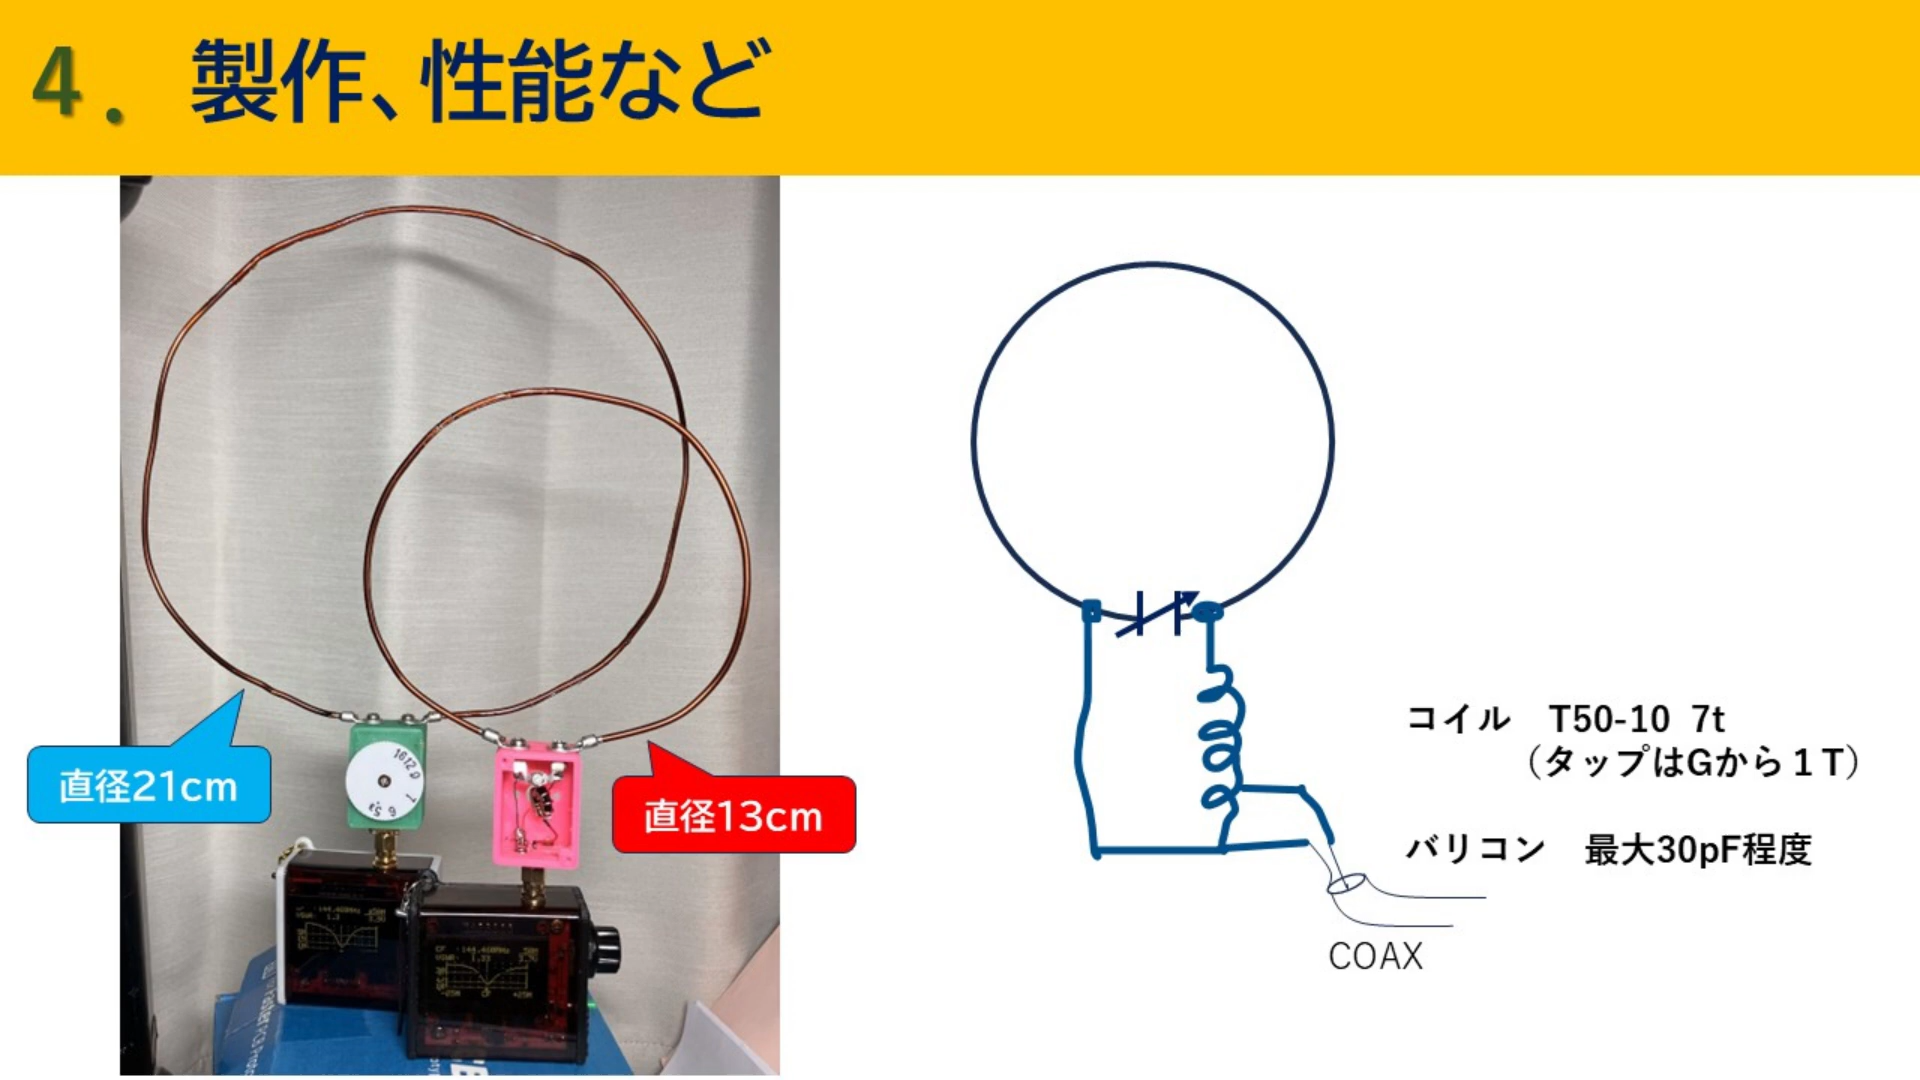 4. 製作、性能など
直径21cm
直径13cm
コイル T50-10 7t
（タップはGから１T）
バリコン 最大30pF程度
COAX